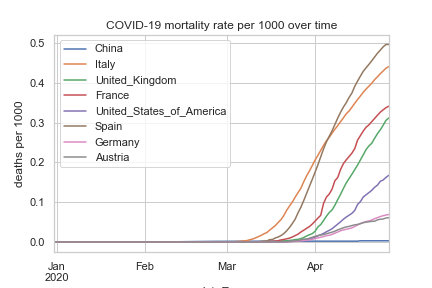 COVID-19 mortality rate per 1000 over time
deaths per 1000
0.5
0.4
0.3
0.2
0.1
0.0
China
Italy
United_Kingdom
France
United_States_of_America
Spain
Germany
Austria
Jan Feb Mar Apr
2020